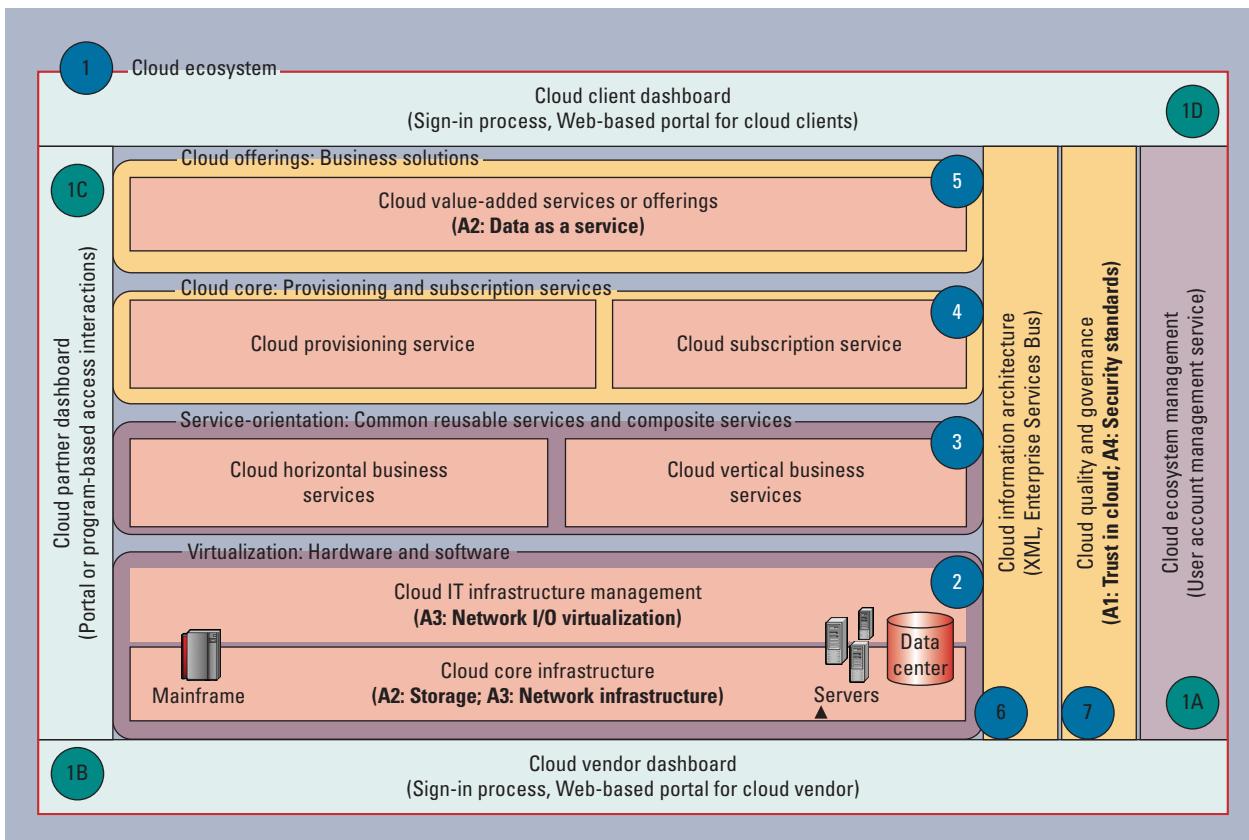 1
Cloud ecosystem
Cloud client dashboard
(Sign-in process, Web-based portal for cloud clients)
1D
1C
Cloud partner dashboard
(Portal or program-based access interactions)
Cloud offerings: Business solutions
5
Cloud value-added services or offerings
(A2: Data as a service)
Cloud core: Provisioning and subscription services
4
Cloud provisioning service
Cloud subscription service
Service-orientation: Common reusable services and composite services
3
Cloud horizontal business
services
Cloud vertical business
services
Virtualization: Hardware and software
2
Cloud IT infrastructure management
(A3: Network I/O virtualization)
Mainframe
Cloud core infrastructure
(A2: Storage; A3: Network infrastructure)
Servers
Data
center
Cloud information architecture
(XML, Enterprise Services Bus)
6
Cloud quality and governance
(A1: Trust in cloud; A4: Security standards)
7
Cloud ecosystem management
(User account management service)
1A
1B
Cloud vendor dashboard
(Sign-in process, Web-based portal for cloud vendor)